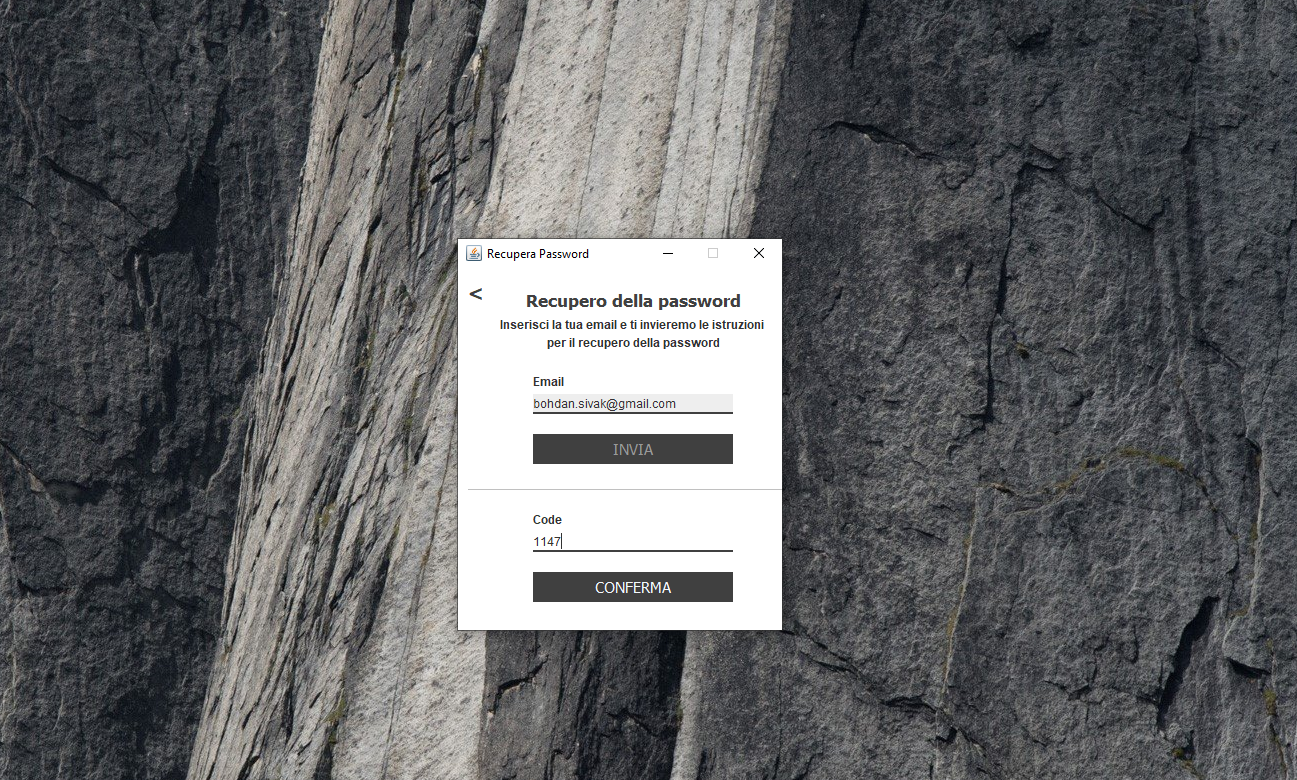 Recupera Password
<
Recupero della password
Inserisci la tua email e ti invieremo le istruzioni
per il recupero della password
Email
bohdan.sivak@gmail.com
INVIA
Code
1147
CONFERMA